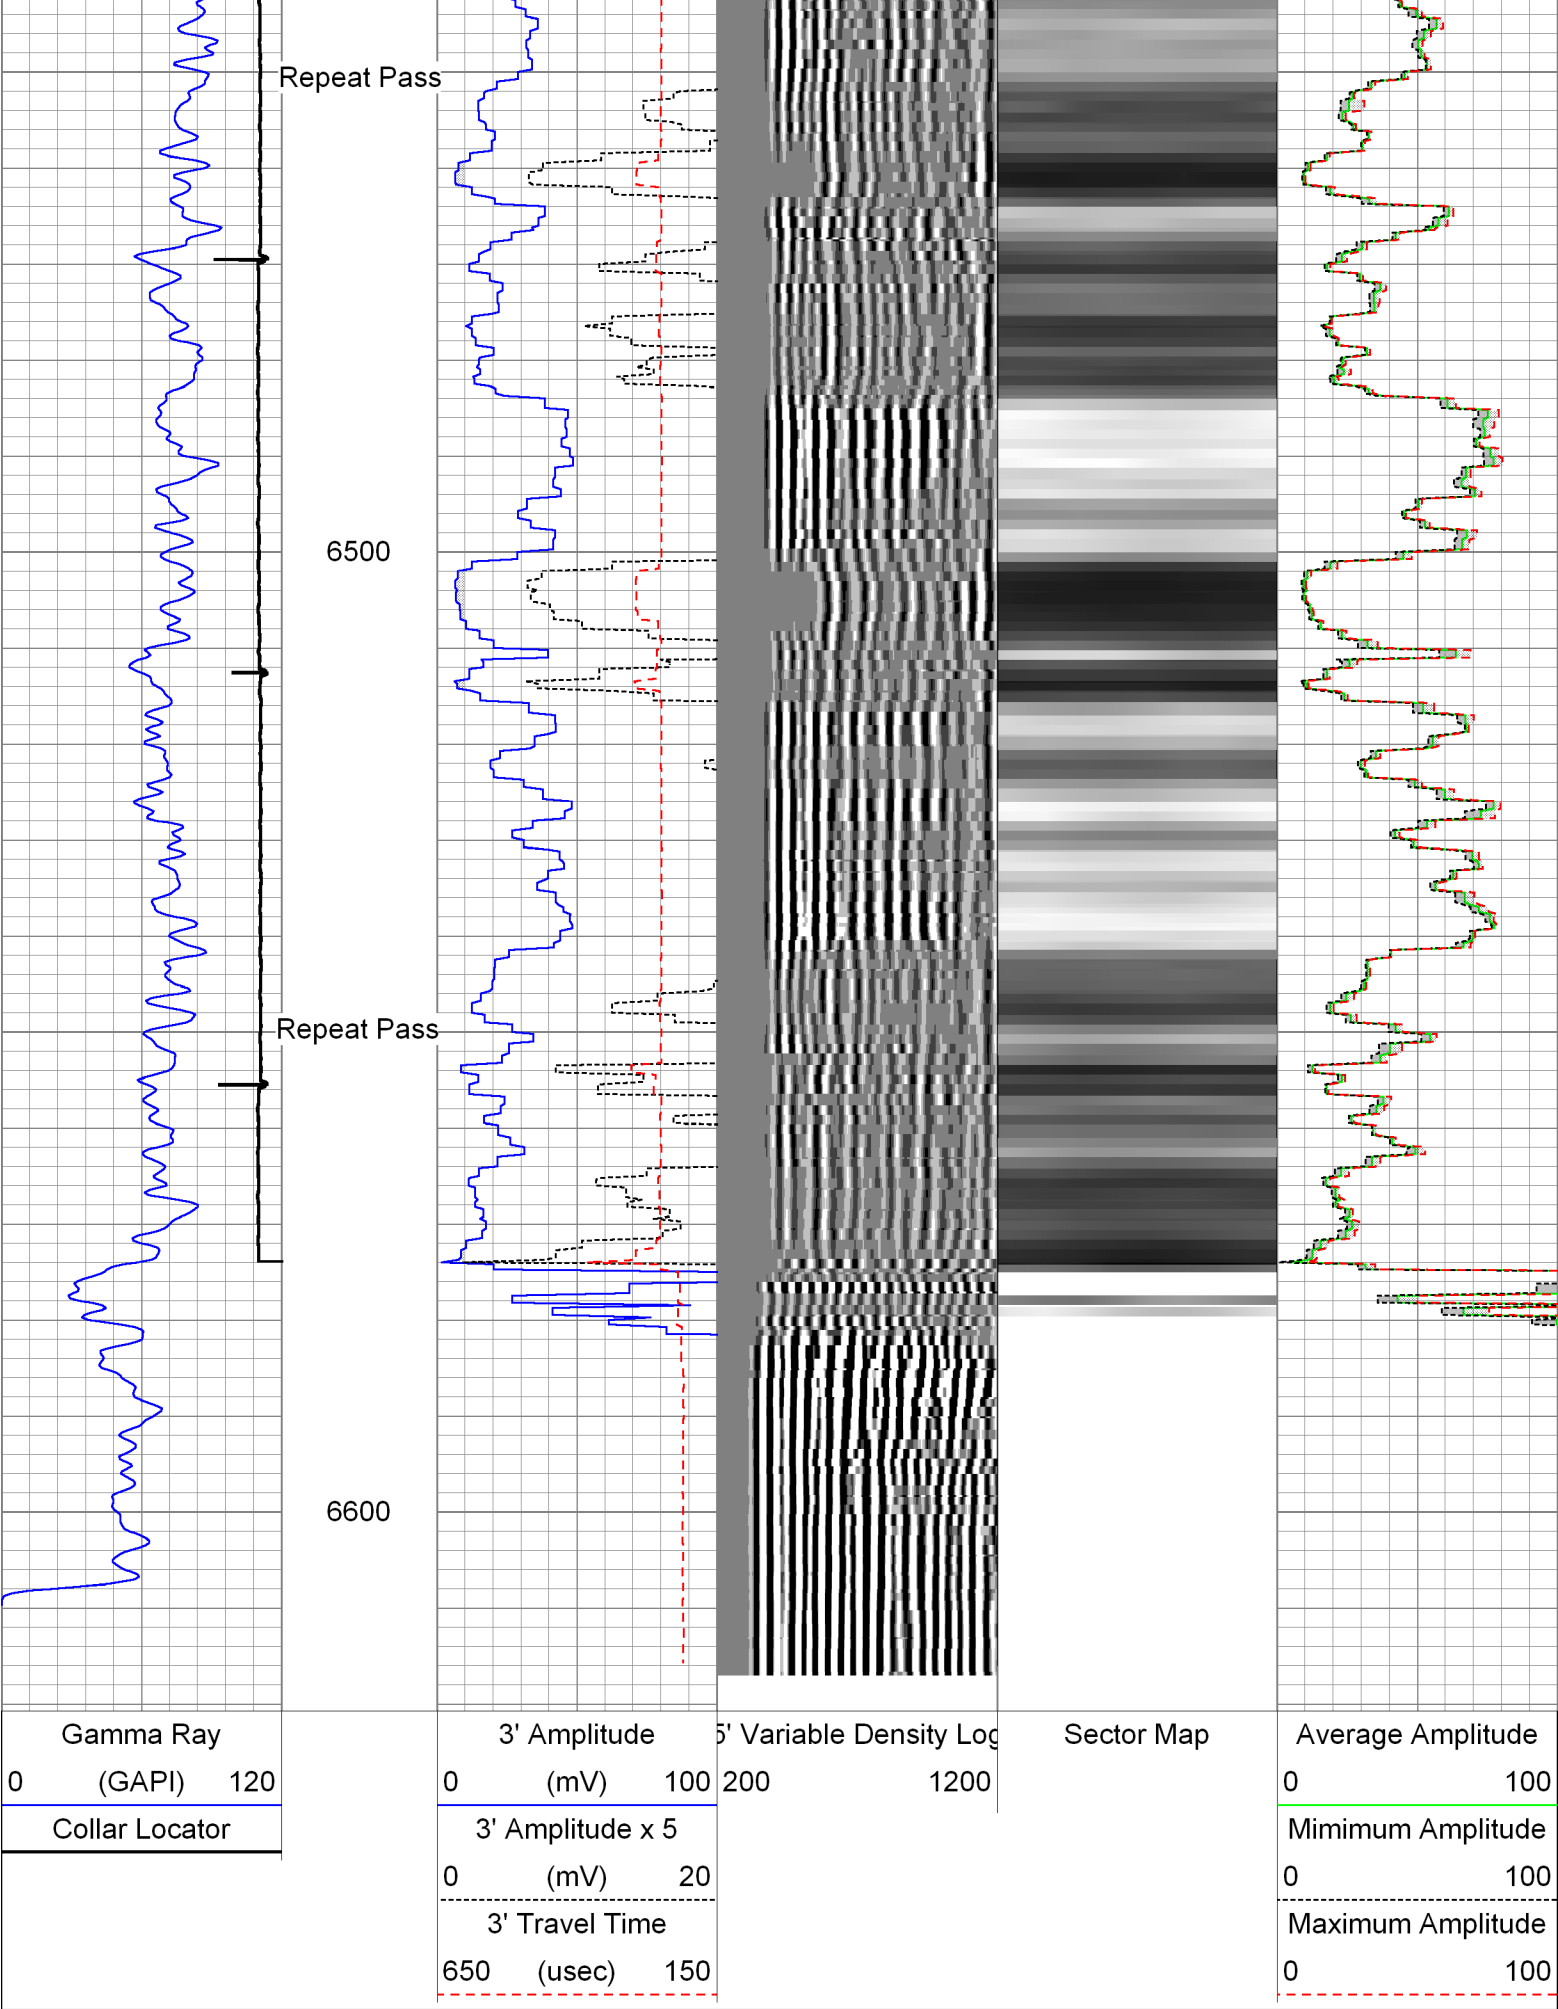 Repeat Pass
6500
Repeat Pass
6600
Gamma Ray
0 (GAPI) 120
Collar Locator
3' Amplitude
0 (mV) 100
3' Amplitude x 5
0 (mV) 20
3' Travel Time
650 (usec) 150
5' Variable Density Log
200 1200
Sector Map
Average Amplitude
0 100
Mimimum Amplitude
0 100
Maximum Amplitude
0 100